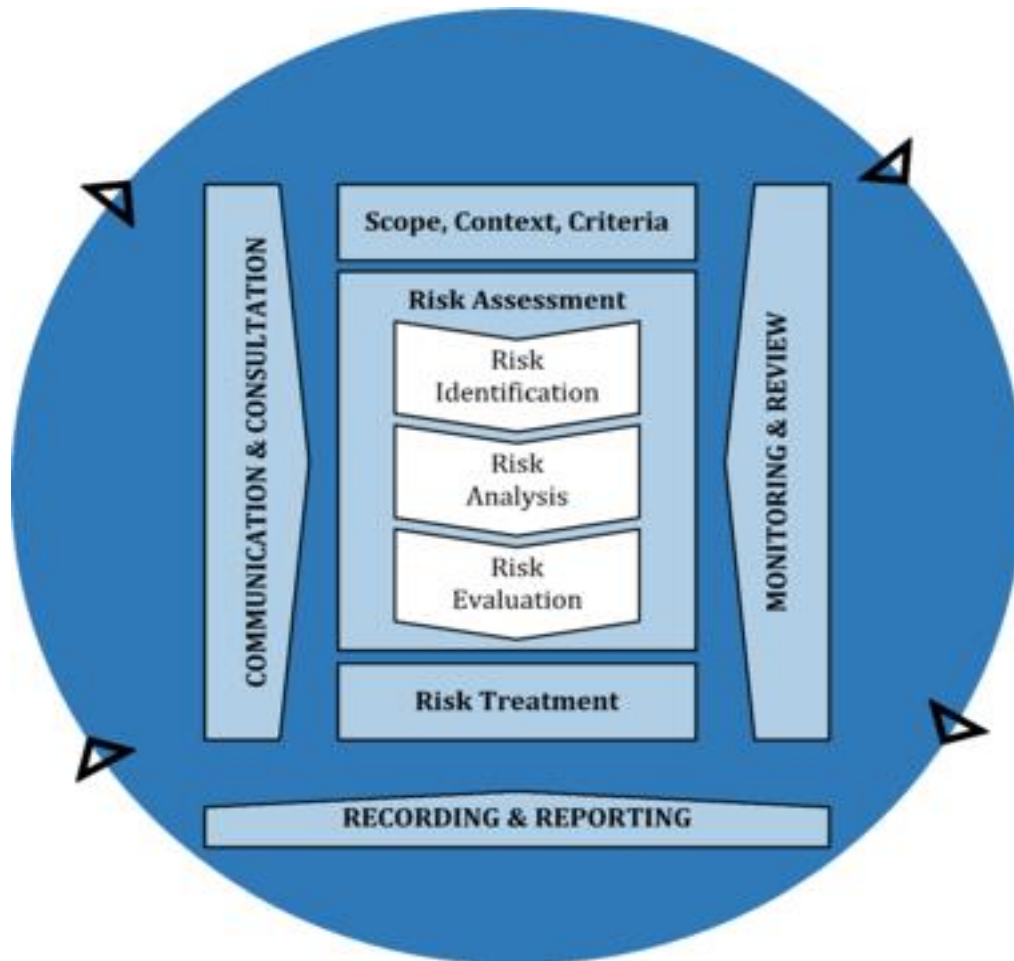 Scope, Context, Criteria
COMMUNICATION & CONSULTATION
Risk Assessment
Risk
Identification
Risk
Analysis
Risk
Evaluation
MONITORING & REVIEW
Risk Treatment
RECORDING & REPORTING